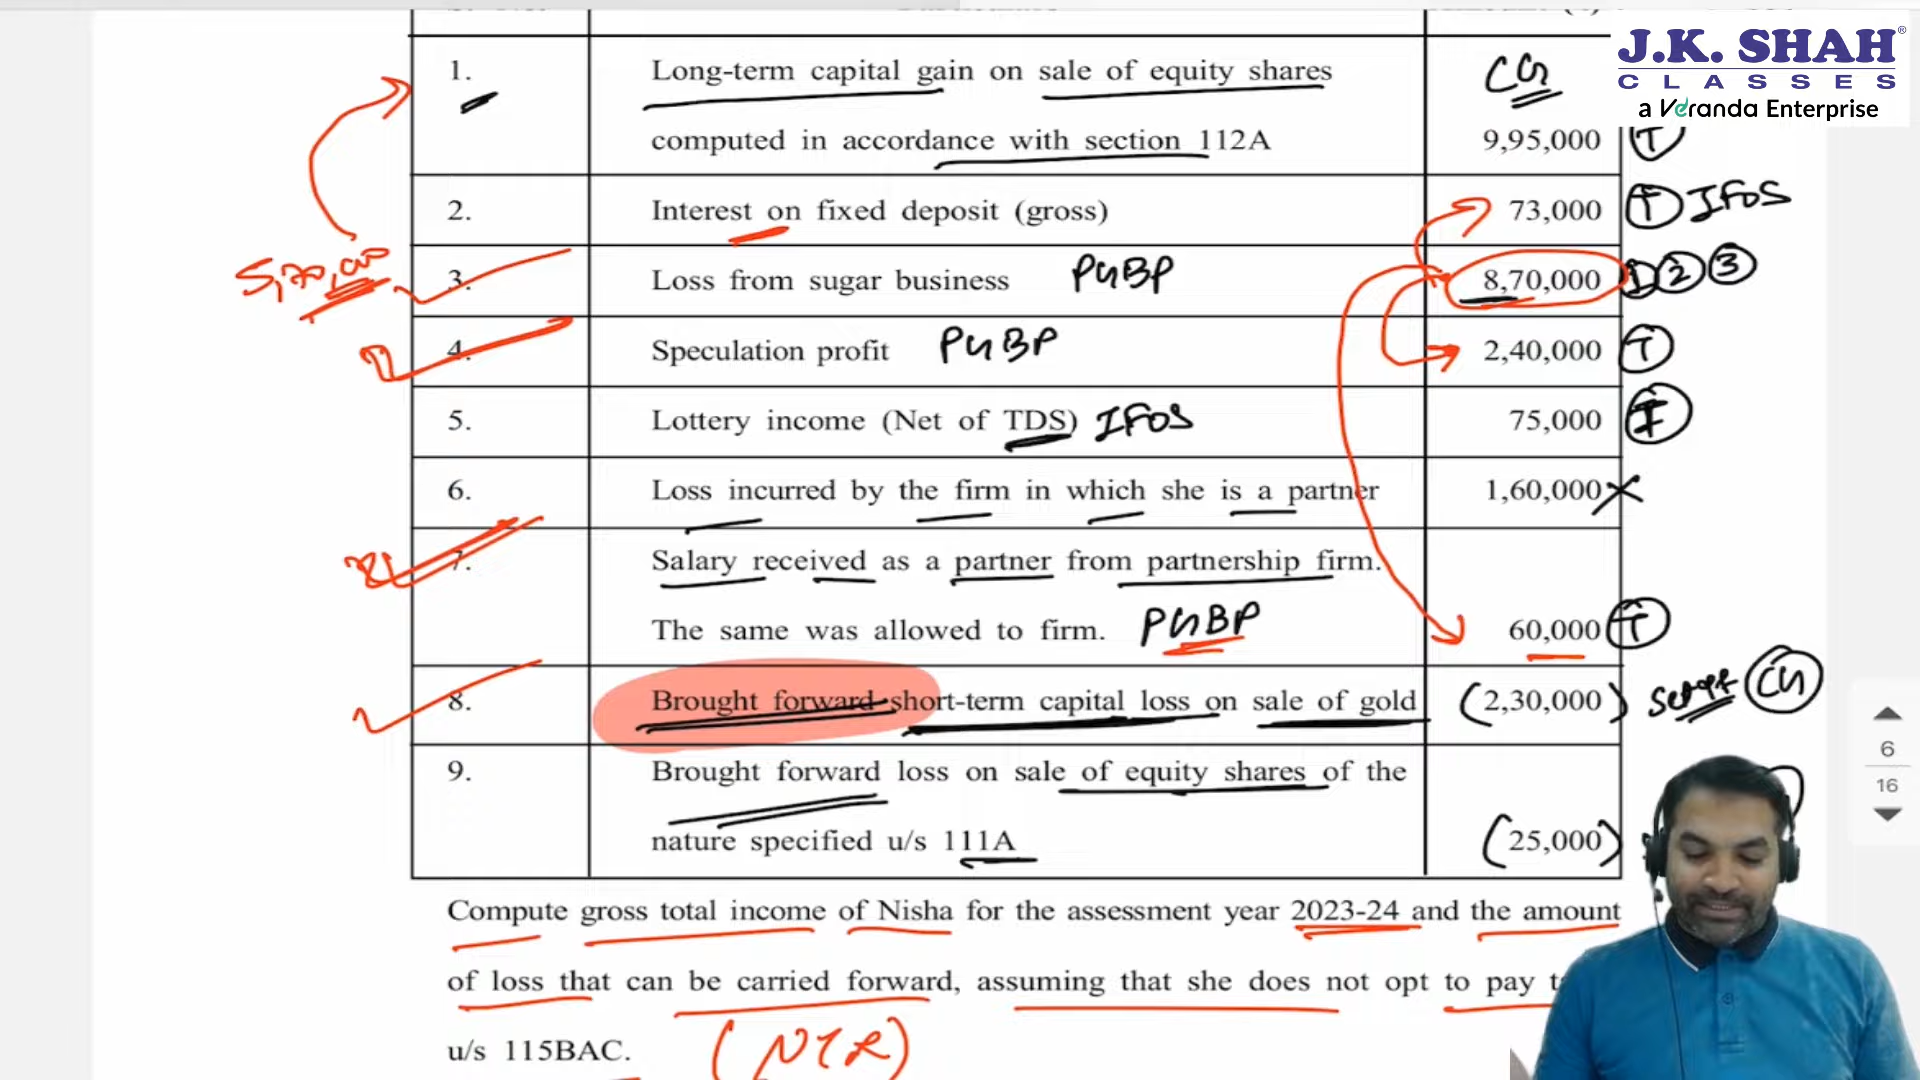 J.K. SHAH®
CLASSES
a Veranda Enterprise
1. Long-term capital gain on sale of equity shares CG
computed in accordance with section 112A 9,95,000 T
2. Interest on fixed deposit (gross) 73,000 T IFOS
5,70,000 3. Loss from sugar business PGBP 8,70,000 1 2 3
4. Speculation profit PGBP 2,40,000 T
5. Lottery income (Net of TDS) IFOS 75,000 T
6. Loss incurred by the firm in which she is a partner 1,60,000 X
7. Salary received as a partner from partnership firm.
The same was allowed to firm. PGBP 60,000 T
8. Brought forward short-term capital loss on sale of gold (2,30,000) Setoff CG
9. Brought forward loss on sale of equity shares of the
nature specified u/s 111A (25,000)
Compute gross total income of Nisha for the assessment year 2023-24 and the amount
of loss that can be carried forward, assuming that she does not opt to pay
u/s 115BAC.
6
16